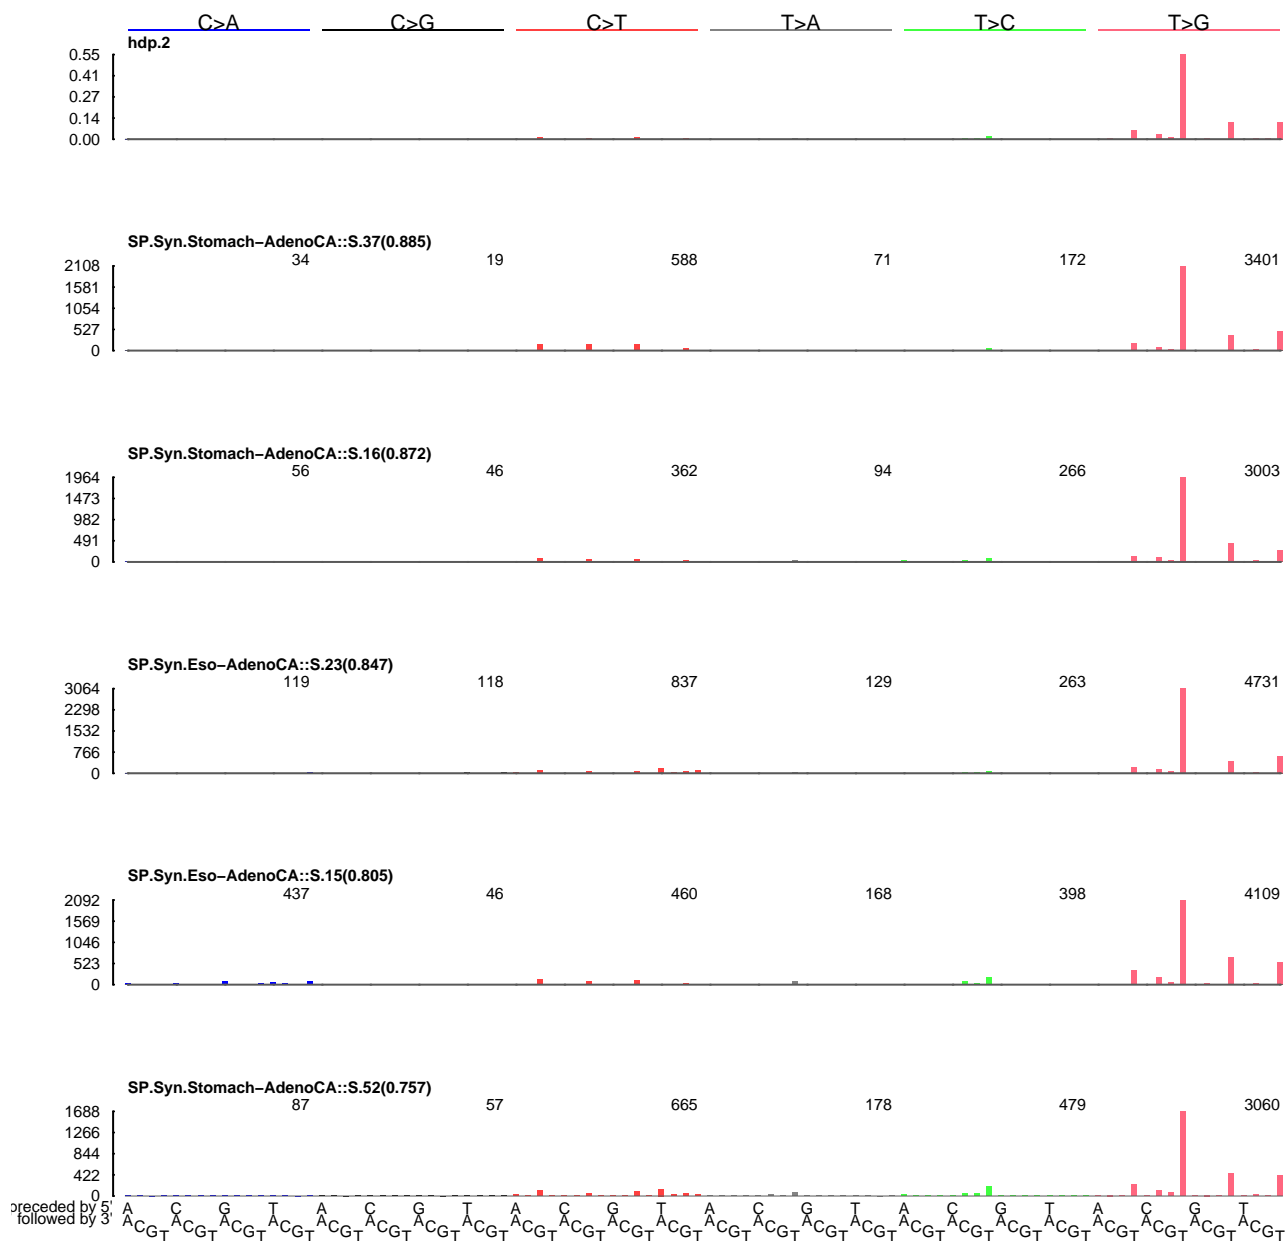 C>A C>G C>T T>A T>C T>G
hdp.2
0.55
0.41
0.27
0.14
0.00
SP.Syn.Stomach−AdenoCA::S.37(0.885)
34 19 588 71 172 3401
2108
1581
1054
527
0
SP.Syn.Stomach−AdenoCA::S.16(0.872)
56 46 362 94 266 3003
1964
1473
982
491
0
SP.Syn.Eso−AdenoCA::S.23(0.847)
119 118 837 129 263 4731
3064
2298
1532
766
0
SP.Syn.Eso−AdenoCA::S.15(0.805)
437 46 460 168 398 4109
2092
1569
1046
523
0
SP.Syn.Stomach−AdenoCA::S.52(0.757)
87 57 665 178 479 3060
1688
1266
844
422
0
preceded by 5' A C G T A C G T A C G T A C G T A C G T A C G T
followed by 3' A C G T A C G T A C G T A C G T A C G T A C G T A C G T A C G T A C G T A C G T A C G T A C G T A C G T A C G T A C G T A C G T A C G T A C G T A C G T A C G T A C G T A C G T A C G T A C G T